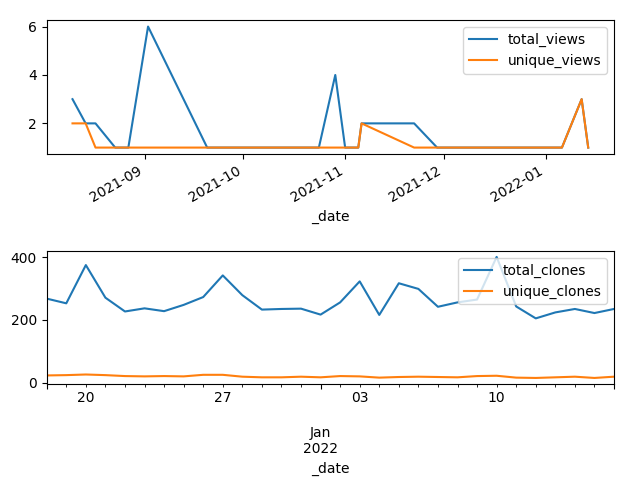 6
4
2
total_views
unique_views
2021-09
2021-10
2021-11
2021-12
2022-01
_date
400
200
0
total_clones
unique_clones
20
27
03
10
Jan
2022
_date